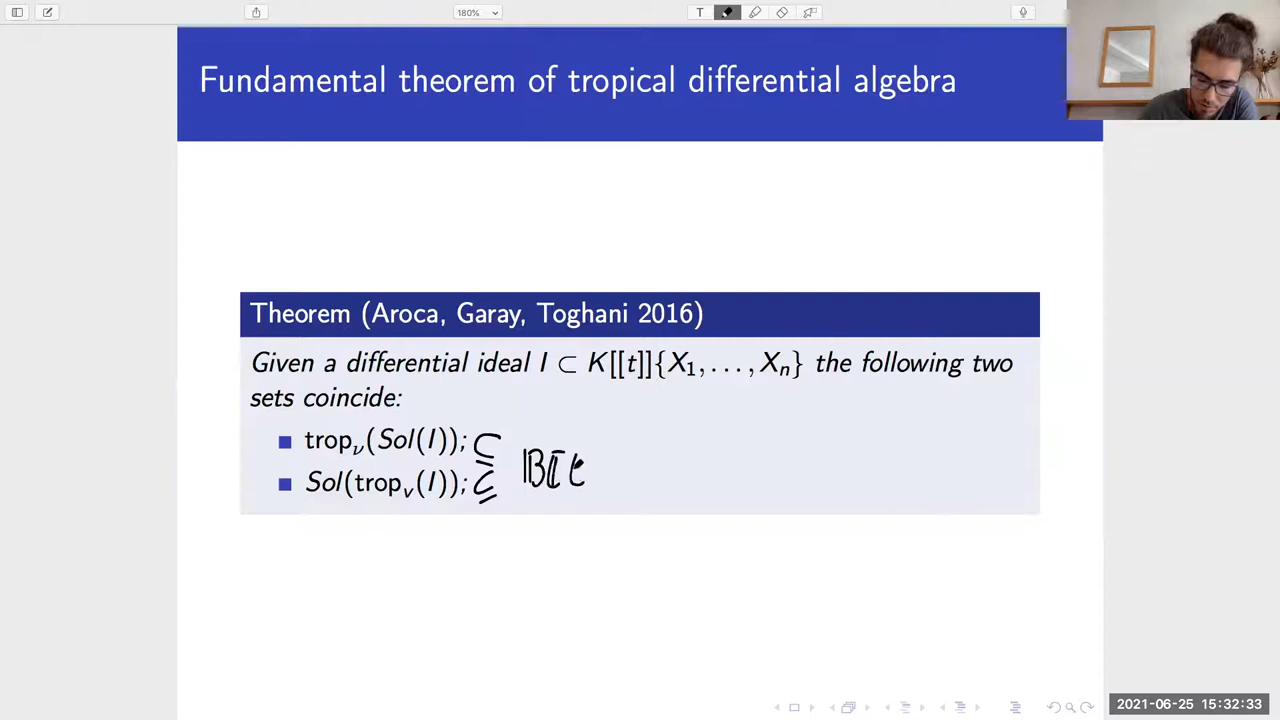 180%
T
Fundamental theorem of tropical differential algebra
Theorem (Aroca, Garay, Toghani 2016)
Given a differential ideal I ⊂ K[[t]]{X₁, . . . , Xₙ} the following two
sets coincide:
■ trop_ν(Sol(I)); ⊆
■ Sol(trop_v(I)); ⊆
𝔹⟦t
2021-06-25 15:32:33